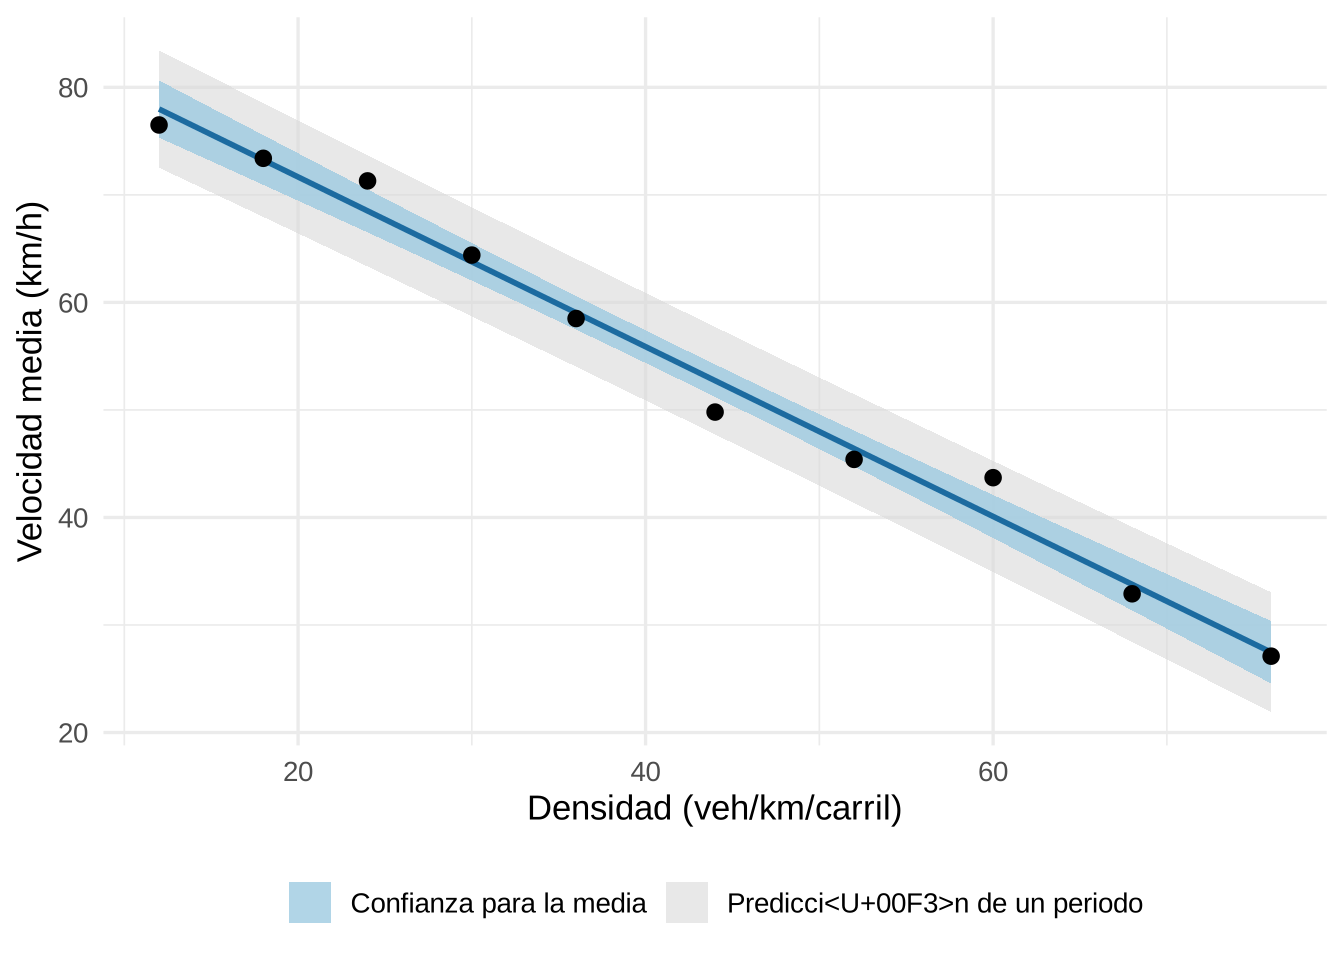 Velocidad media (km/h)
80
60
40
20
20 40 60
Densidad (veh/km/carril)
Confianza para la media
Predicci<U+00F3>n de un periodo